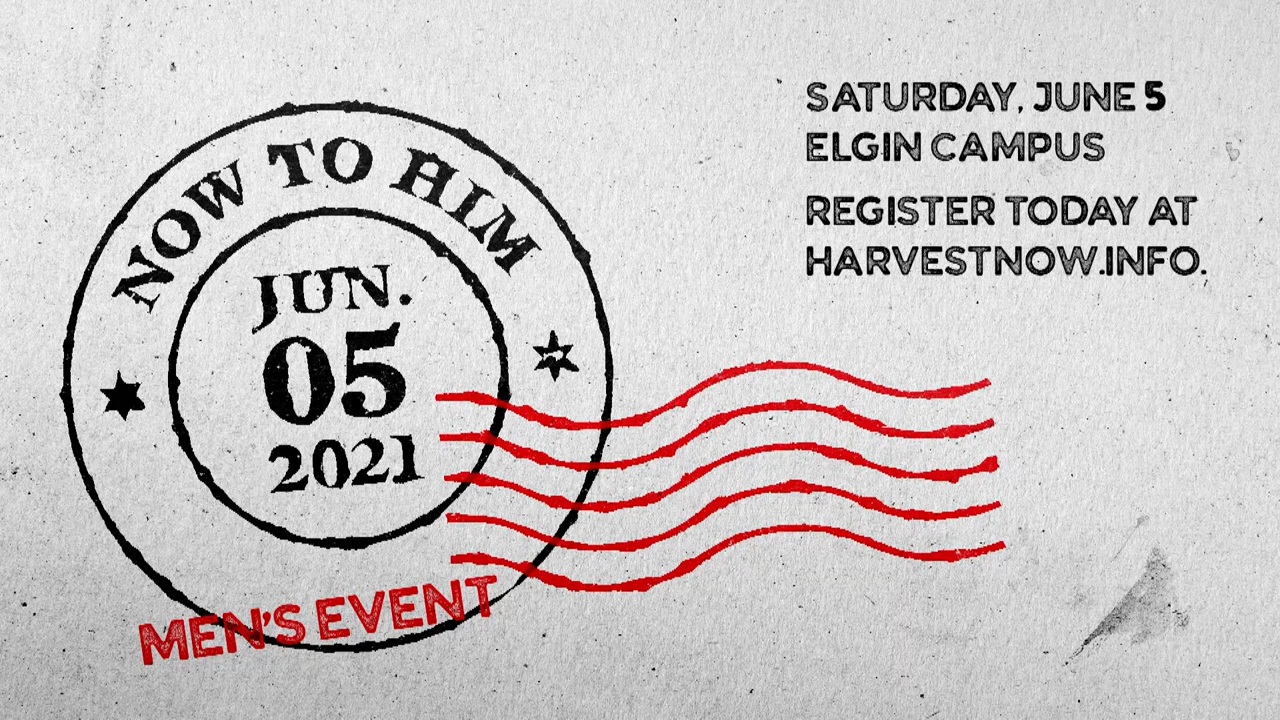 NOW TO HIM
JUN.
05
2021
MEN'S EVENT
SATURDAY, JUNE 5
ELGIN CAMPUS
REGISTER TODAY AT
HARVESTNOW.INFO.